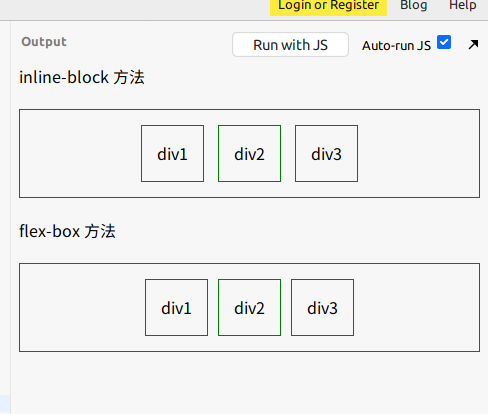 Login or Register Blog Help
Output Run with JS Auto-run JS
inline-block 方法
div1 div2 div3
flex-box 方法
div1 div2 div3